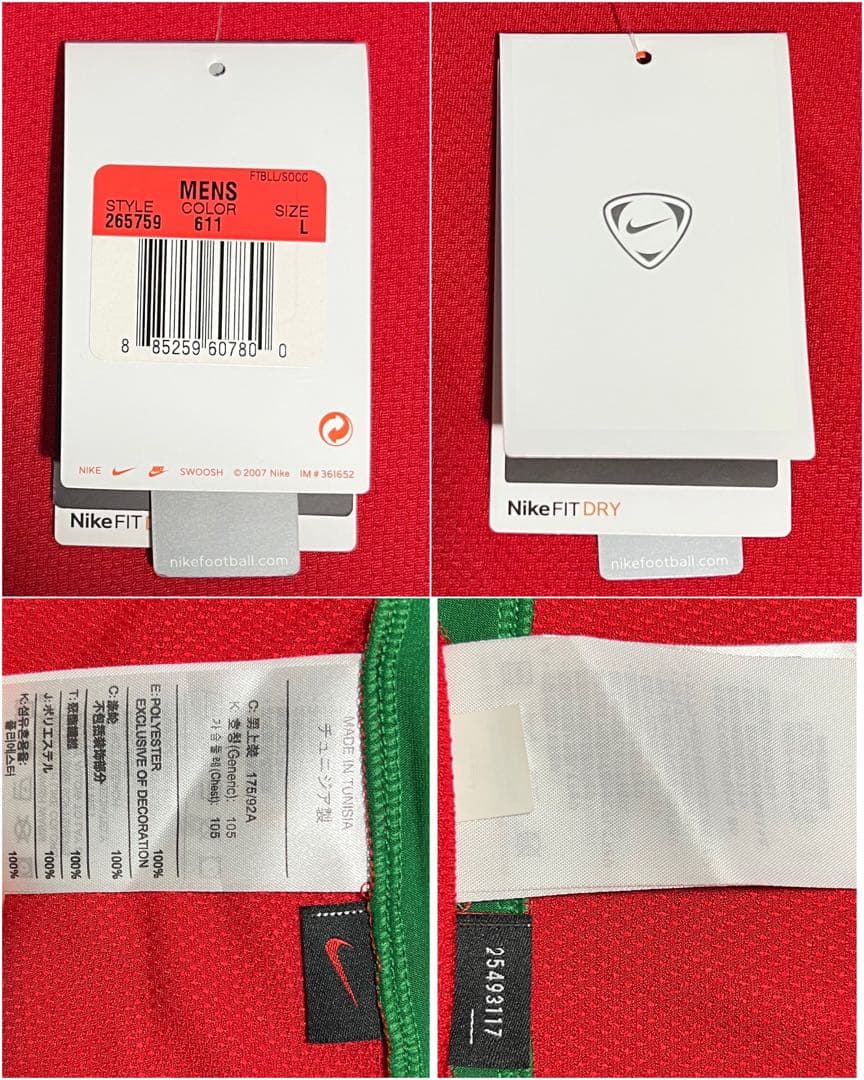 FTBLL/SOCC
MENS
STYLE COLOR SIZE
265759 611 L
8 85259 60780 0
NIKE SWOOSH © 2007 Nike IM # 361652
NikeFIT
nikefootball.com
NikeFIT DRY
nikefootball.com
MADE IN TUNISIA
チュニジア製
C: 男上裝 175/92A
K: 호칭(Generic): 105
가슴둘레(Chest): 105
E: POLYESTER 100%
EXCLUSIVE OF DECORATION
C: 涤纶 100%
不包括装饰部分
T: 聚酯纖維 100%
J: ポリエステル 100%
K: 섬유혼용율:
폴리에스터 100%
25493117